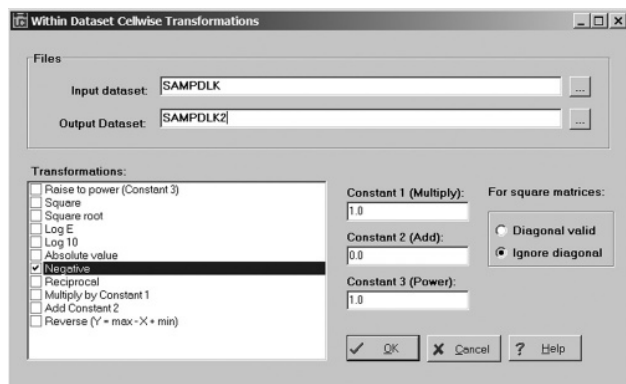 Within Dataset Cellwise Transformations
Files
Input dataset: SAMPDLK ...
Output Dataset: SAMPDLK2 ...
Transformations:
Raise to power (Constant 3)
Square
Square root
Log E
Log 10
Absolute value
Negative
Reciprocal
Multiply by Constant 1
Add Constant 2
Reverse (Y = max - X + min)
Constant 1 (Multiply):
1.0
Constant 2 (Add):
0.0
Constant 3 (Power):
1.0
For square matrices:
Diagonal valid
Ignore diagonal
OK Cancel ? Help